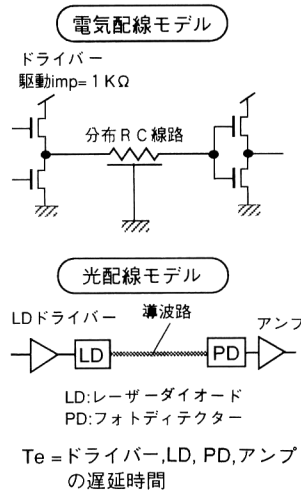 電気配線モデル
ドライバー
駆動imp=1KΩ
分布RC線路
光配線モデル
LDドライバー
導波路
アンプ
LD
PD
LD:レーザーダイオード
PD:フォトディテクター
Te=ドライバー,LD, PD,アンプ
の遅延時間